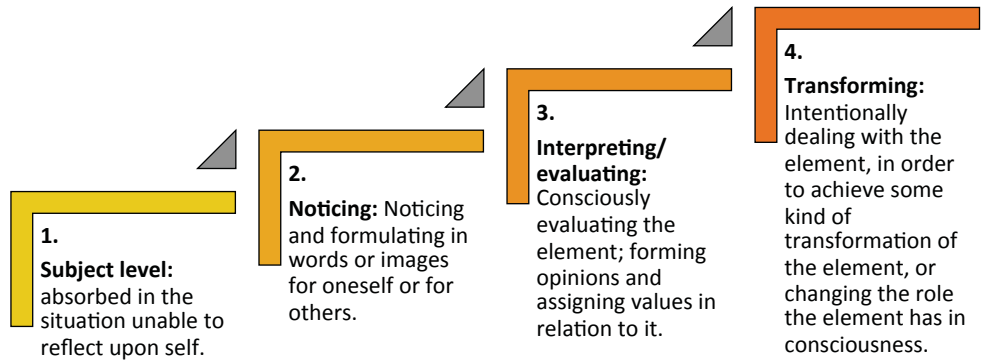 1.
Subject level:
absorbed in the
situation unable to
reflect upon self.
2.
Noticing: Noticing
and formulating in
words or images
for oneself or for
others.
3.
Interpreting/
evaluating:
Consciously
evaluating the
element; forming
opinions and
assigning values in
relation to it.
4.
Transforming:
Intentionally
dealing with the
element, in order
to achieve some
kind of
transformation of
the element, or
changing the role
the element has in
consciousness.